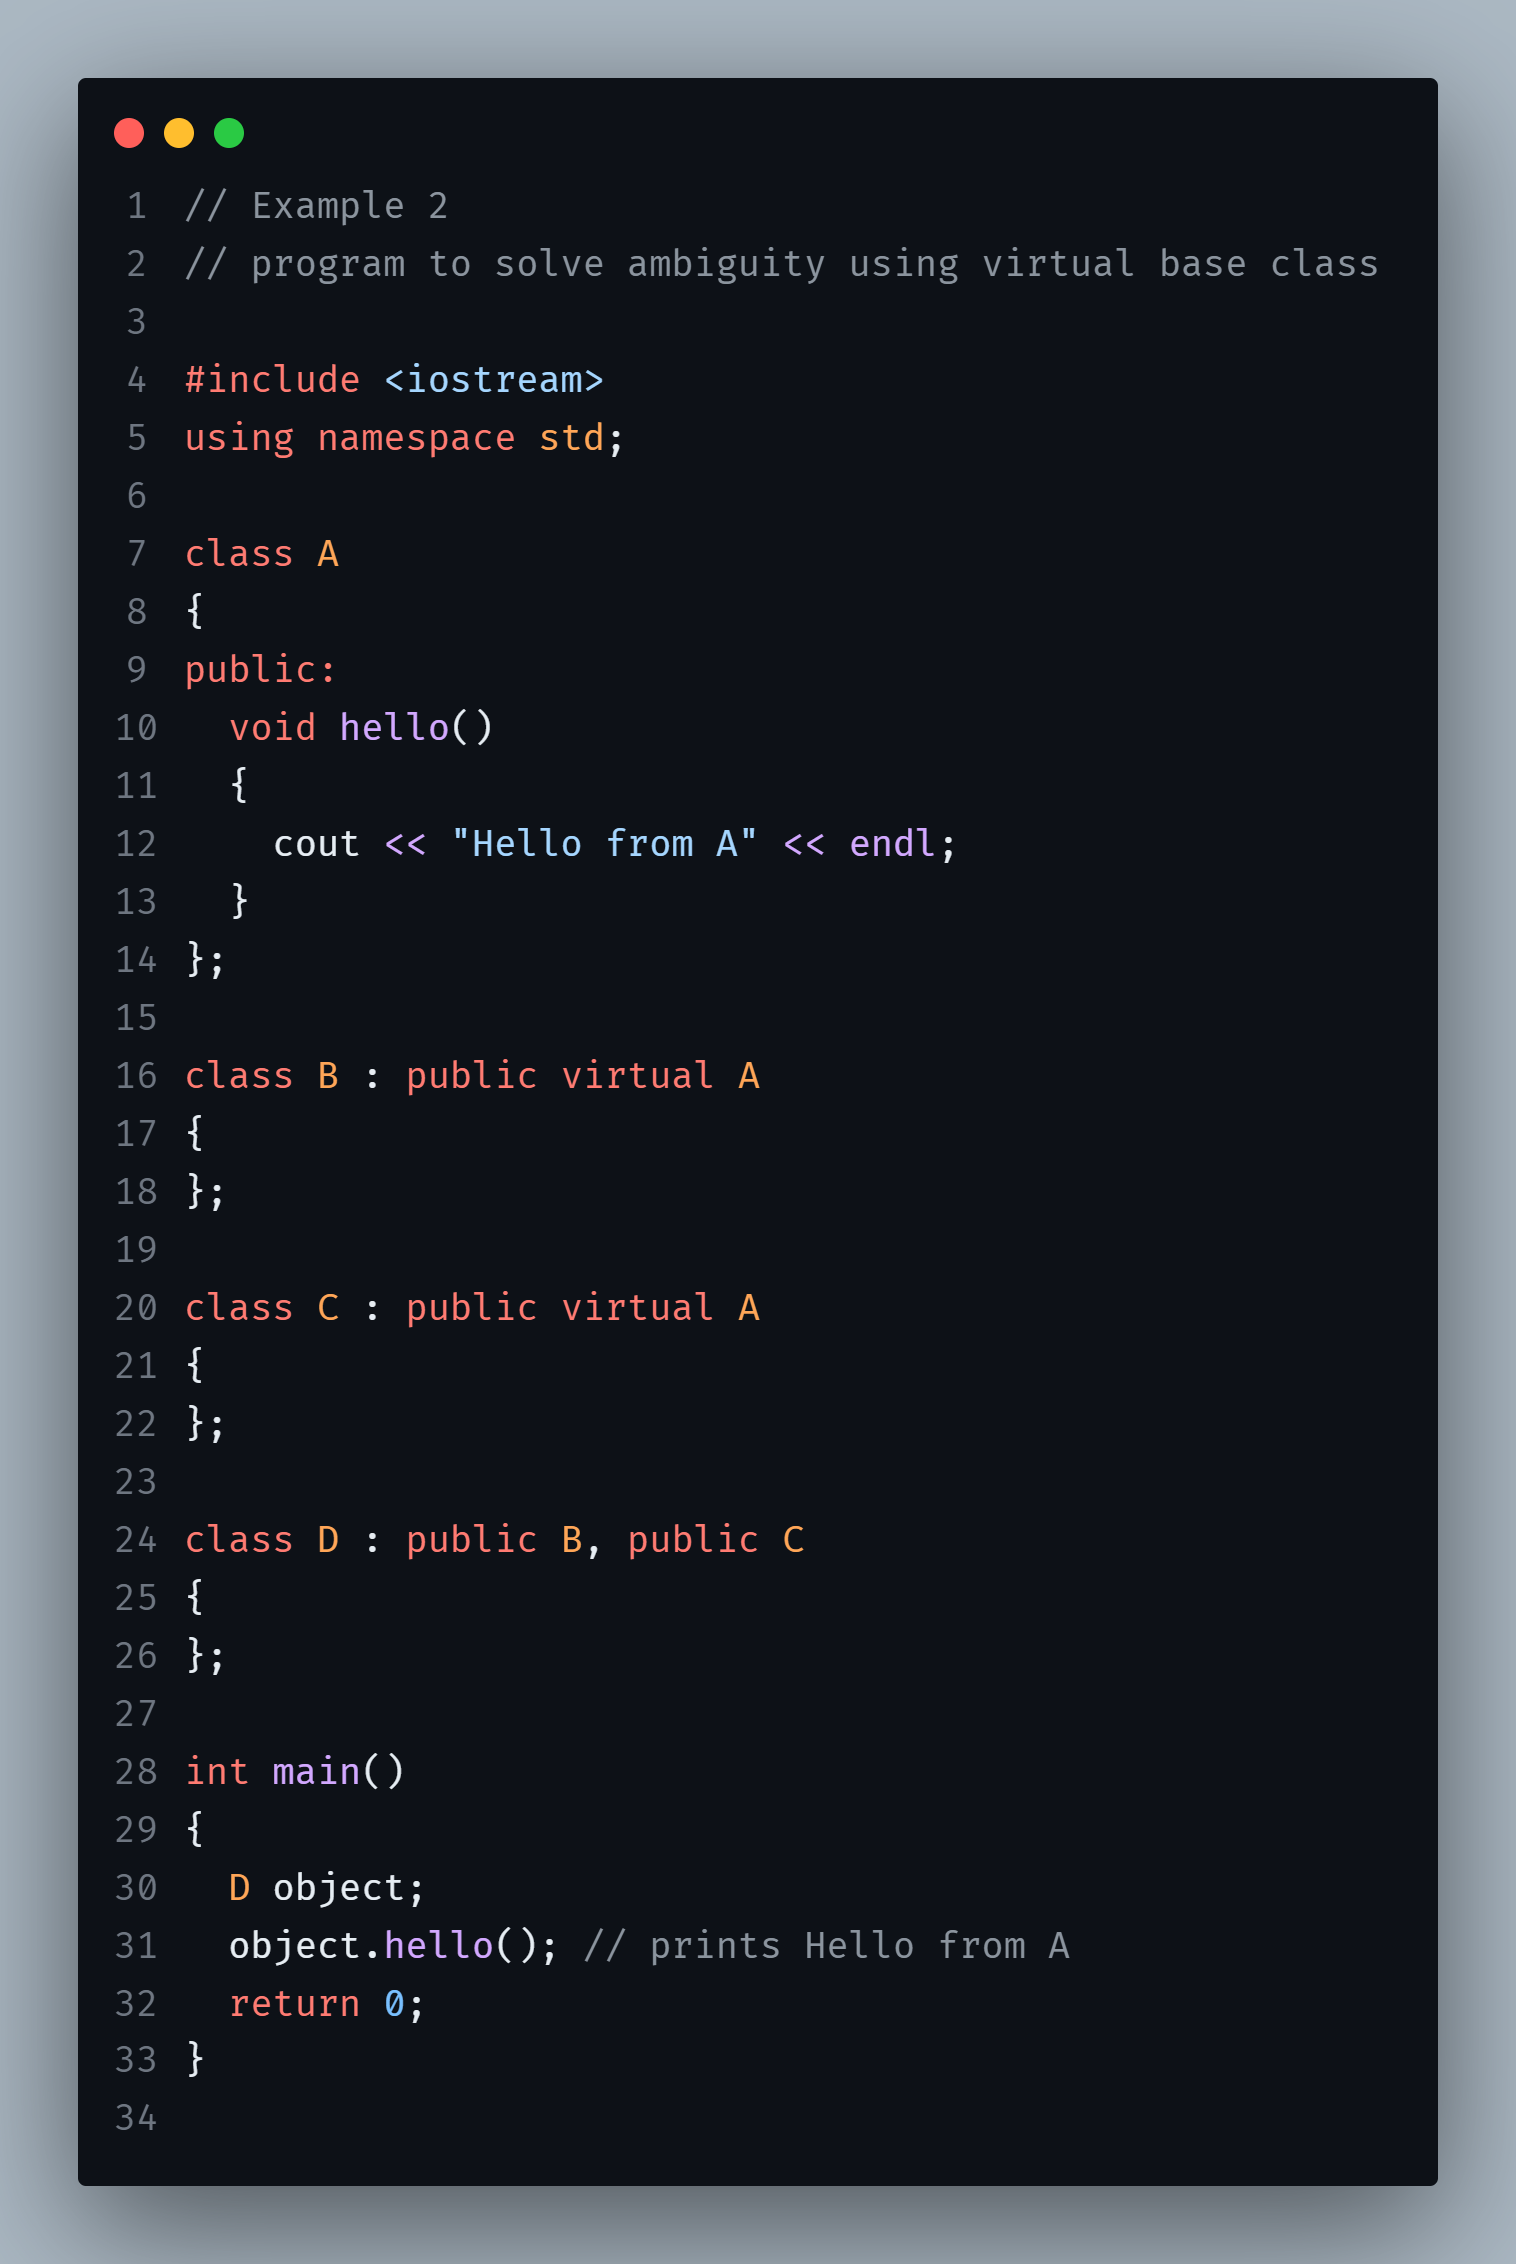 1 // Example 2
2 // program to solve ambiguity using virtual base class
3
4 #include <iostream>
5 using namespace std;
6
7 class A
8 {
9 public:
10   void hello()
11   {
12     cout << "Hello from A" << endl;
13   }
14 };
15
16 class B : public virtual A
17 {
18 };
19
20 class C : public virtual A
21 {
22 };
23
24 class D : public B, public C
25 {
26 };
27
28 int main()
29 {
30   D object;
31   object.hello(); // prints Hello from A
32   return 0;
33 }
34